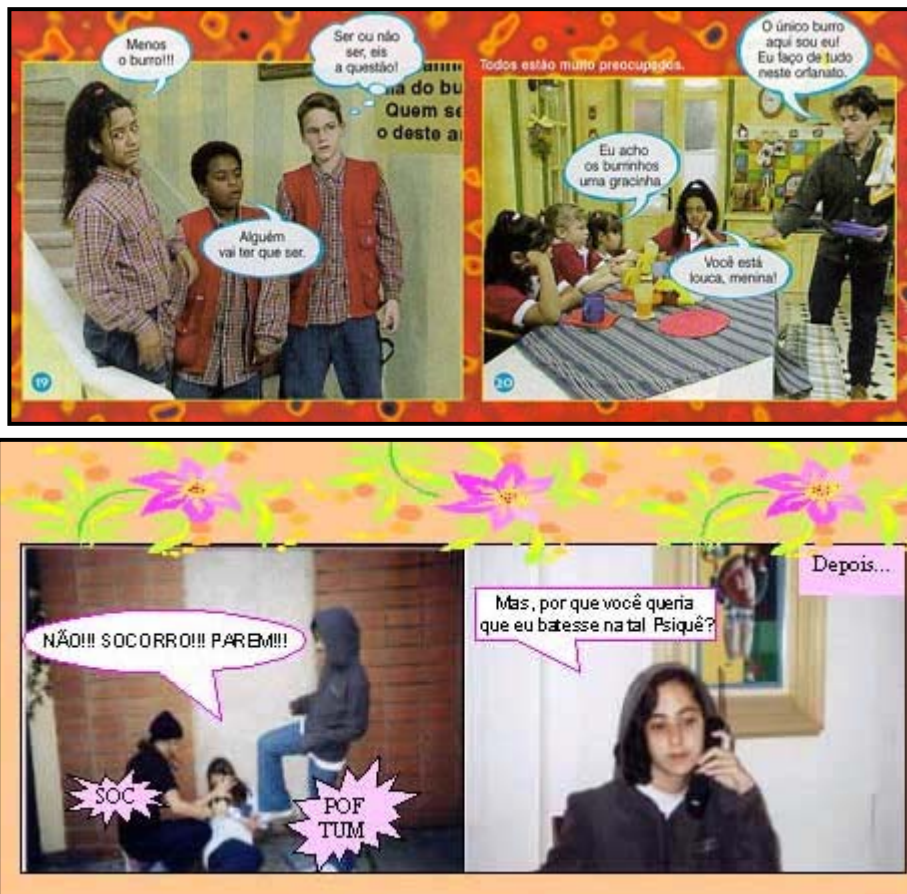 Menos
o burro!!!
Ser ou não
ser, eis
a questão!
na do bu
Quem se
o deste a
Alguém
vai ter que ser.
19
Todos estão muito preocupados.
O único burro
aqui sou eu!
Eu faço de tudo
neste orfanato.
Eu acho
os burrinhos
uma gracinha
Você está
louca, menina!
20
NÃO!!! SOCORRO!!! PAREM!!!
SOC
POF
TUM
Depois...
Mas, por que você queria
que eu batesse na tal Psiquê?